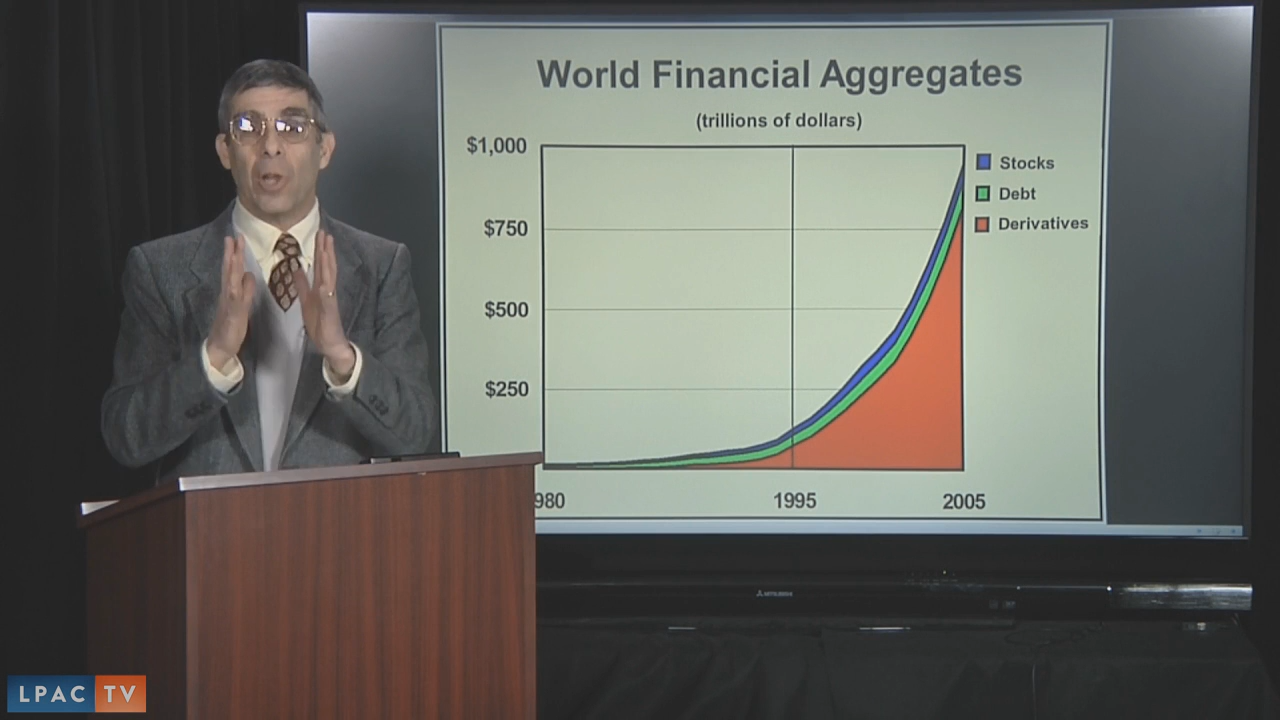 World Financial Aggregates
(trillions of dollars)
$1,000
$750
$500
$250
Stocks
Debt
Derivatives
980
1995
2005
MITSUBISHI
LPAC TV